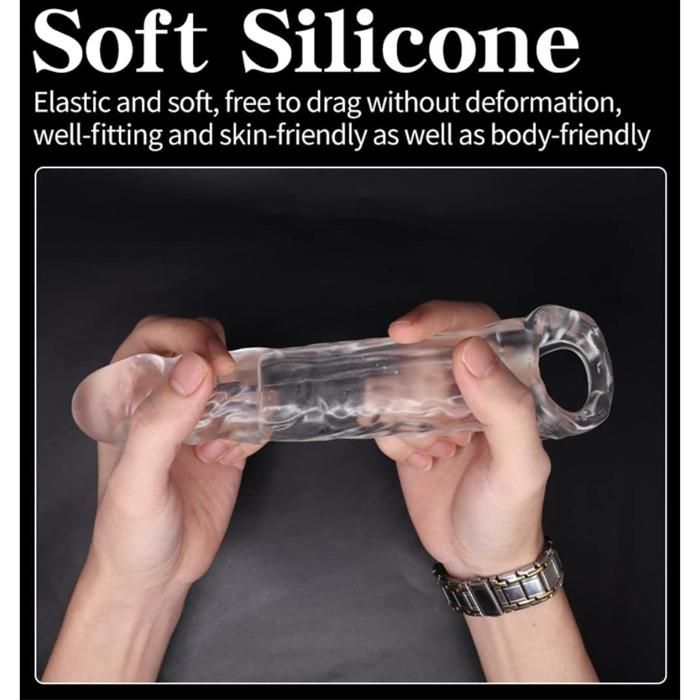 Soft Silicone
Elastic and soft, free to drag without deformation,
well-fitting and skin-friendly as well as body-friendly